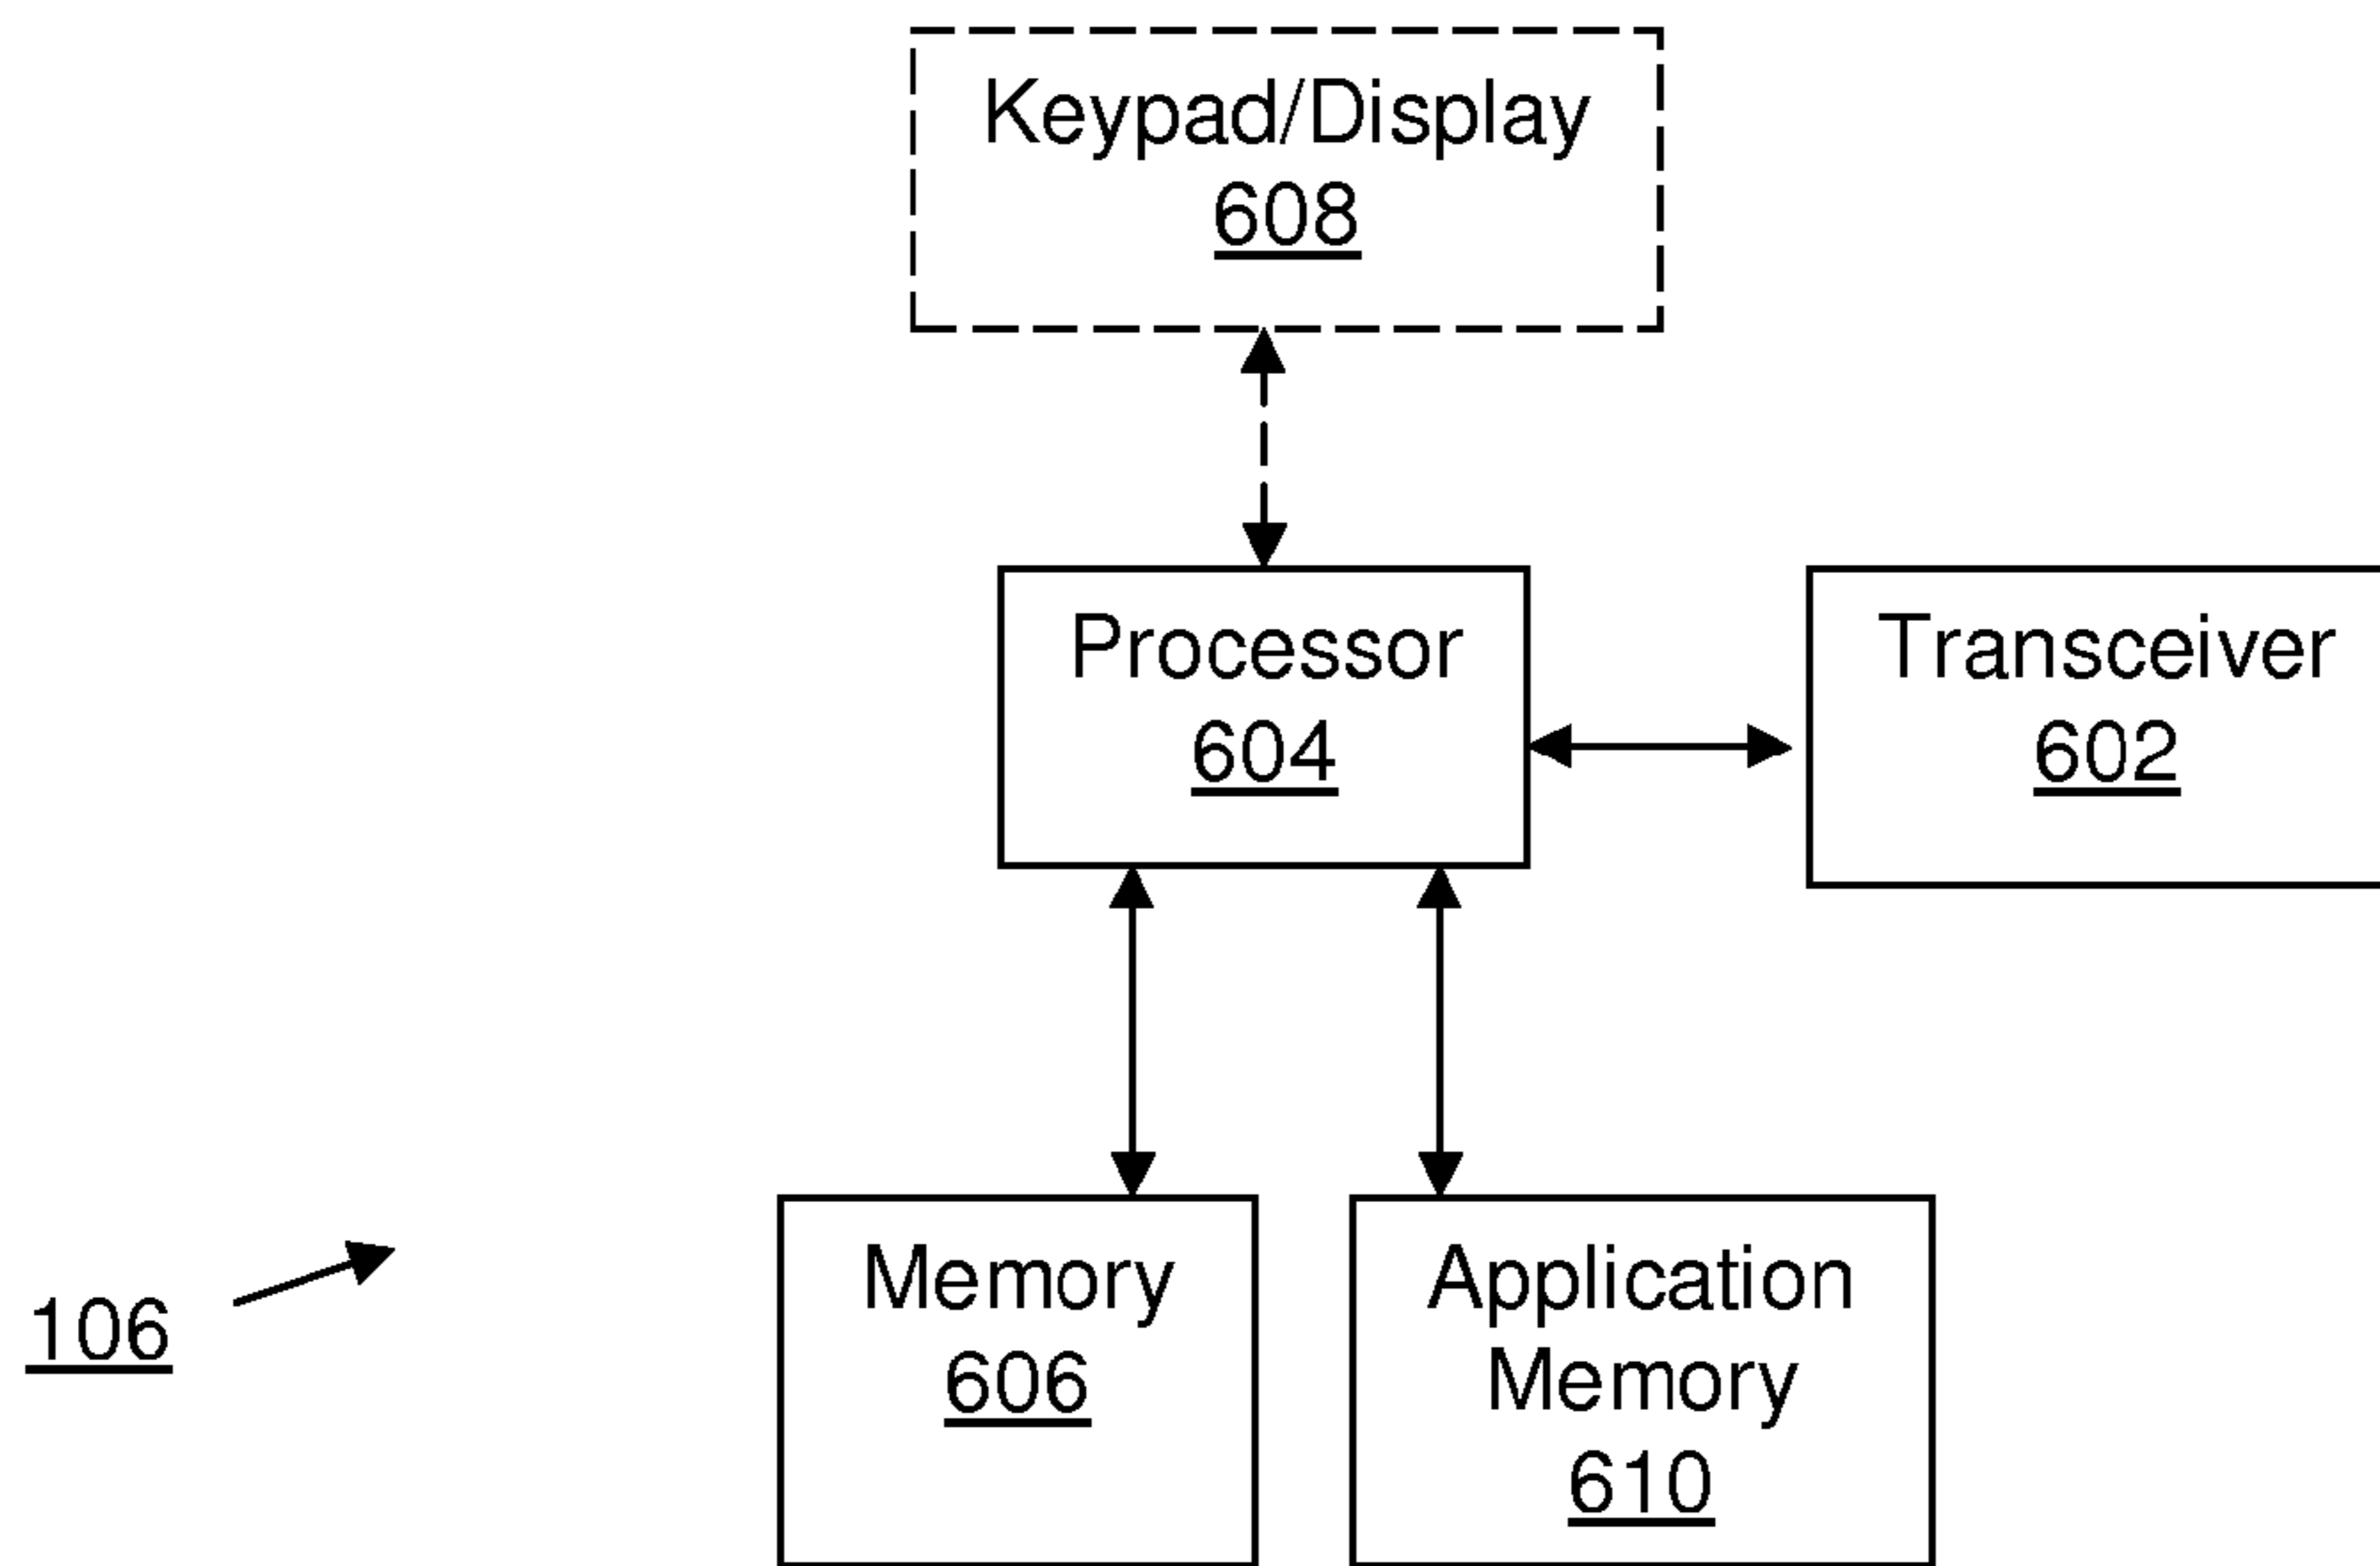 Keypad/Display
608
Processor
604
Transceiver
602
106
Memory
606
Application
Memory
610